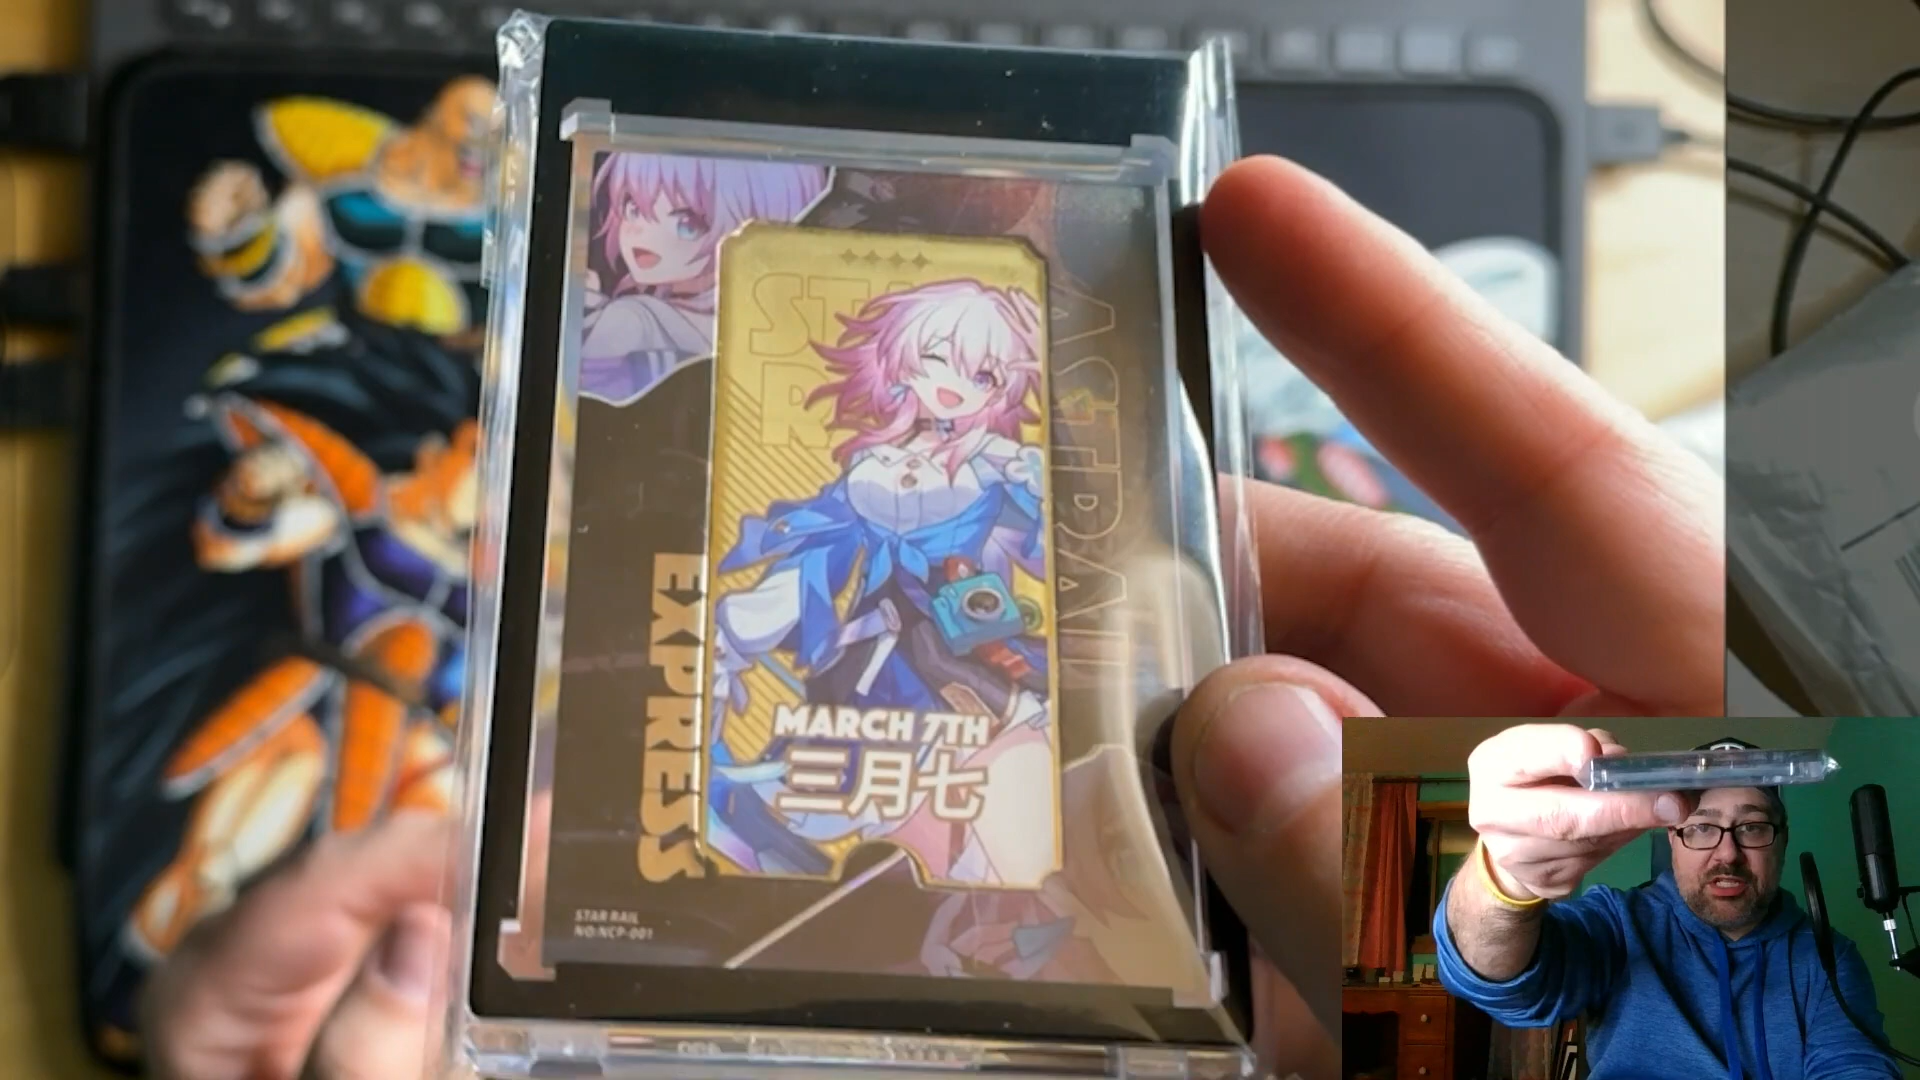 ASTRAL
EXPRESS
MARCH 7TH
三月七
STAR RAIL
NO:NCP-001